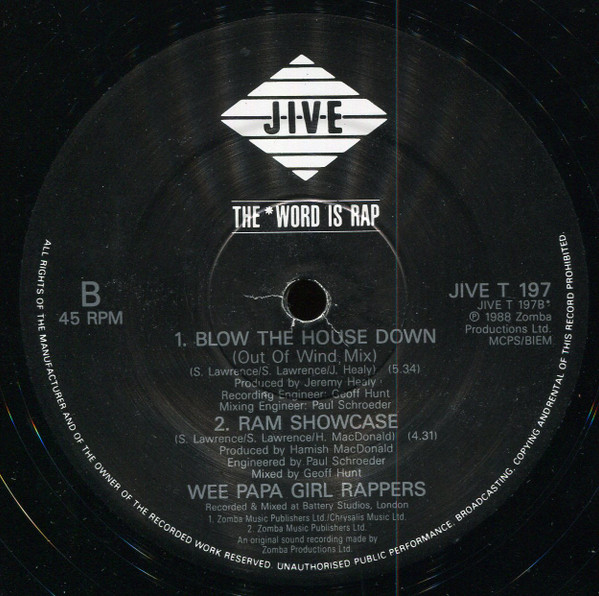 J-I-V-E
THE *WORD IS RAP
B
45 RPM
JIVE T 197
JIVE T 197B*
℗ 1988 Zomba
Productions Ltd.
MCPS/BIEM
1. BLOW THE HOUSE DOWN
(Out Of Wind Mix)
(S. Lawrence/S. Lawrence/J. Healy) (5.34)
Produced by Jeremy Healy
Recording Engineer: Geoff Hunt
Mixing Engineer: Paul Schroeder
2. RAM SHOWCASE
(S. Lawrence/S. Lawrence/H. MacDonald) (4.31)
Produced by Hamish MacDonald
Engineered by Paul Schroeder
Mixed by Geoff Hunt
WEE PAPA GIRL RAPPERS
Recorded & Mixed at Battery Studios, London
1. Zomba Music Publishers Ltd./Chrysalis Music Ltd.
2. Zomba Music Publishers Ltd.
An original sound recording made by
Zomba Productions Ltd.
ALL RIGHTS OF THE MANUFACTURER AND OF THE OWNER OF THE RECORDED WORK RESERVED. UNAUTHORISED PUBLIC PERFORMANCE. BROADCASTING, COPYING ANDRENTAL OF THIS RECORD PROHIBITED.